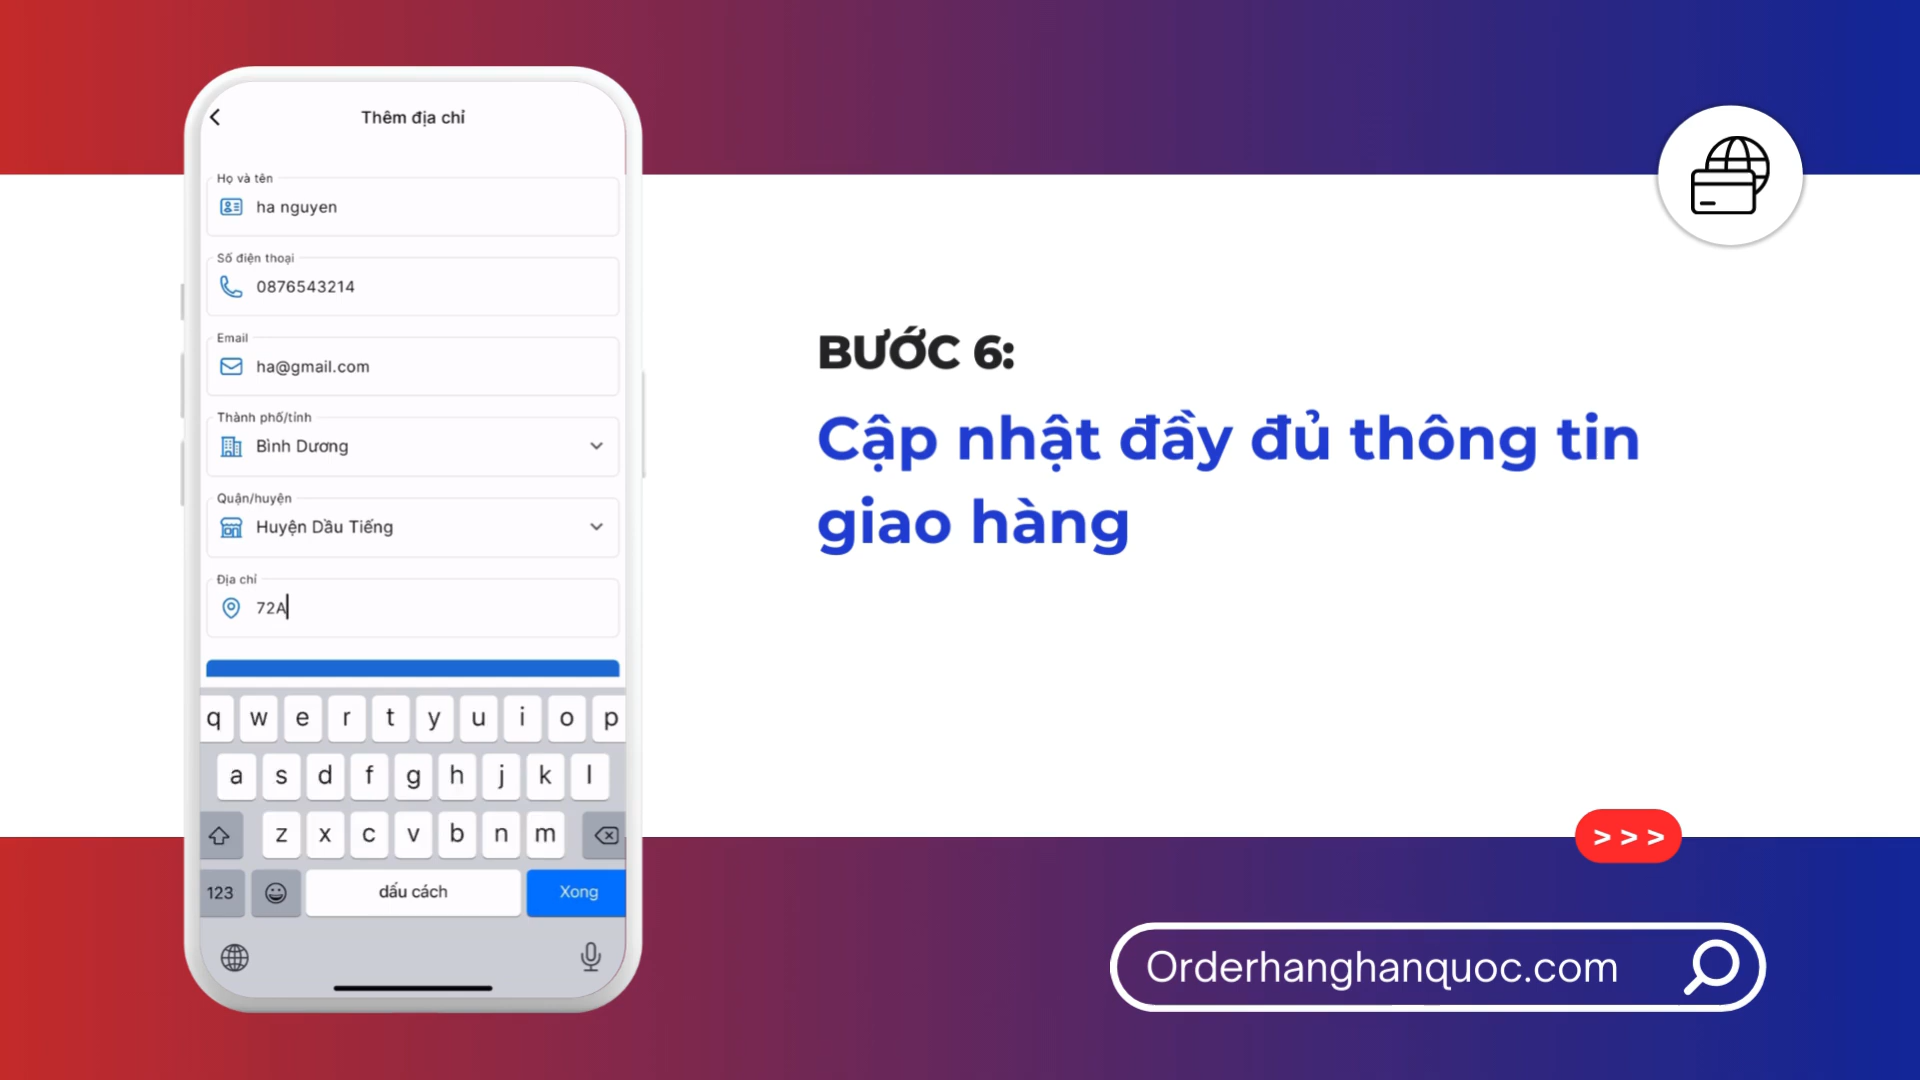 Thêm địa chỉ
Họ và tên
ha nguyen
Số điện thoại
0876543214
Email
ha@gmail.com
Thành phố/tỉnh
Bình Dương
Quận/huyện
Huyện Dầu Tiếng
Địa chỉ
72A
q w e r t y u i o p
a s d f g h j k l
z x c v b n m
123 dấu cách Xong
BƯỚC 6:
Cập nhật đầy đủ thông tin
giao hàng
> > >
Orderhanghanquoc.com